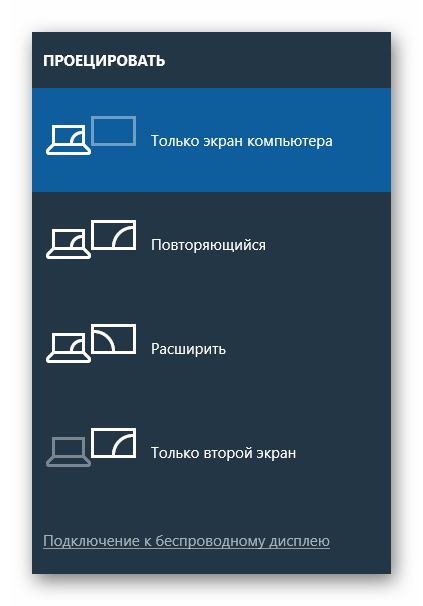 ПРОЕЦИРОВАТЬ
Только экран компьютера
Повторяющийся
Расширить
Только второй экран
Подключение к беспроводному дисплею